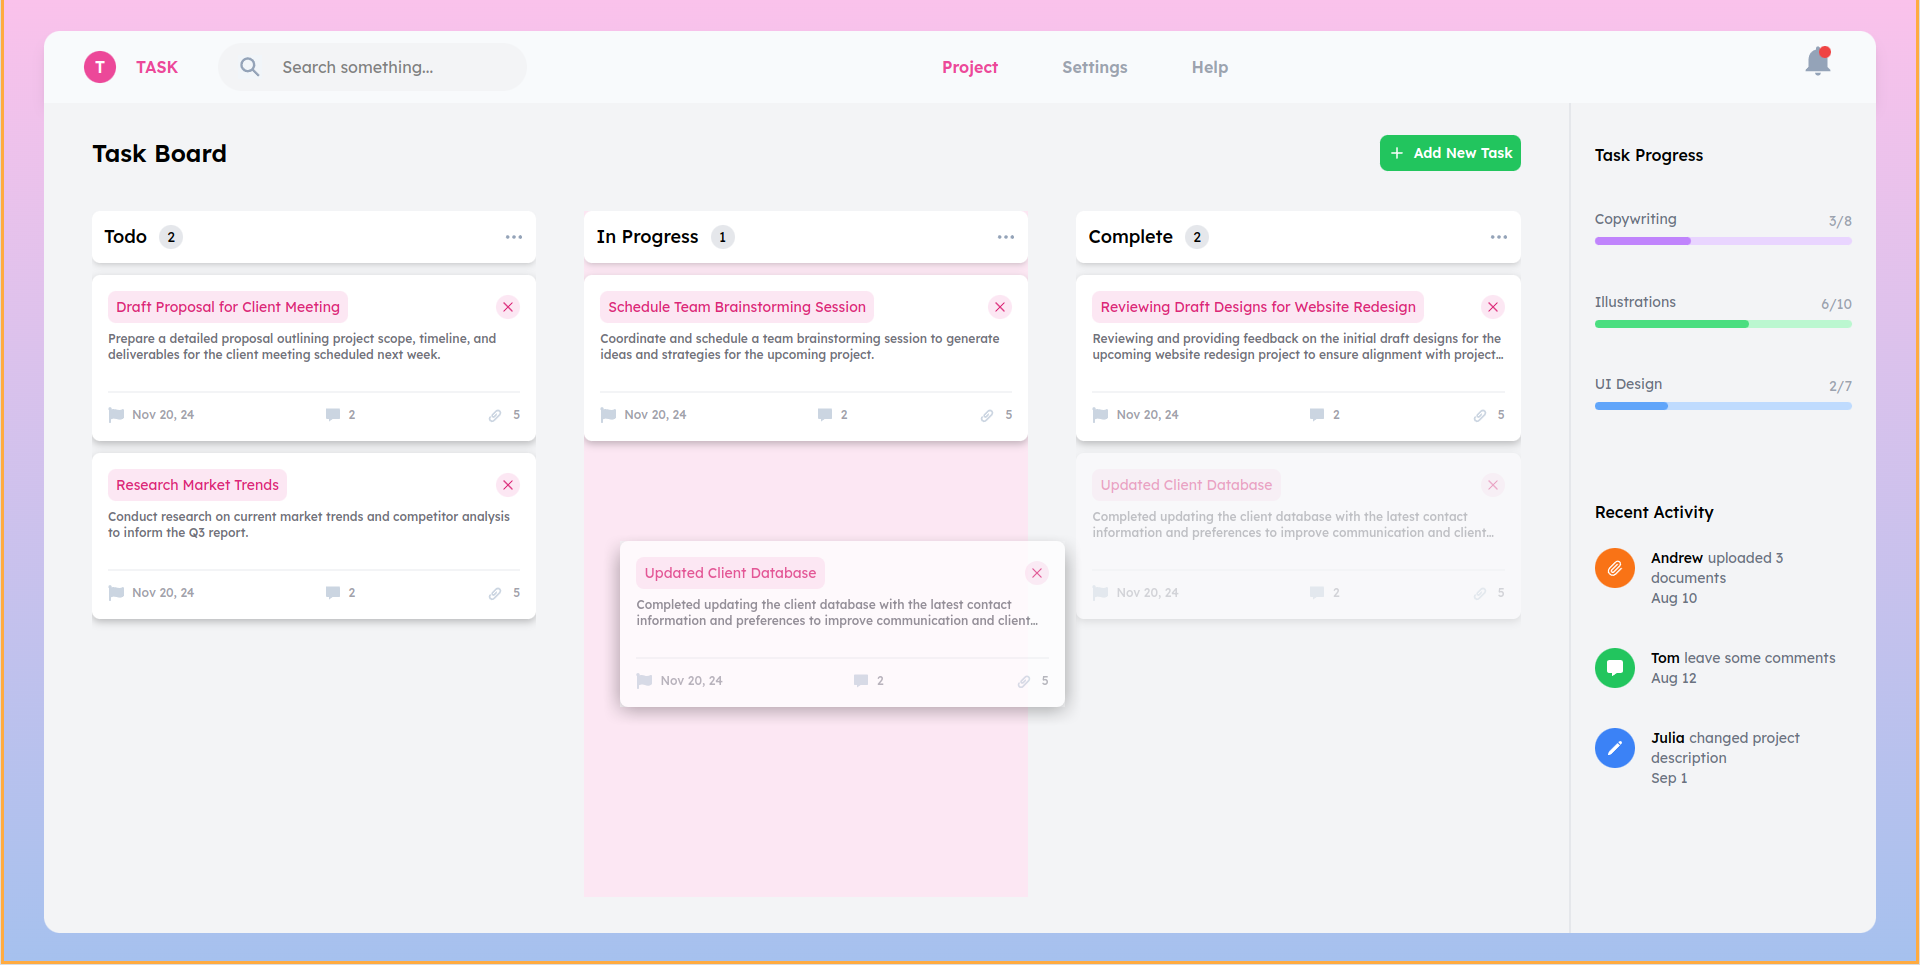 T TASK
Search something...
Project
Settings
Help
Task Board
+ Add New Task
Todo 2
Draft Proposal for Client Meeting
Prepare a detailed proposal outlining project scope, timeline, and
deliverables for the client meeting scheduled next week.
Nov 20, 24
2
5
Research Market Trends
Conduct research on current market trends and competitor analysis
to inform the Q3 report.
Nov 20, 24
2
5
In Progress 1
Schedule Team Brainstorming Session
Coordinate and schedule a team brainstorming session to generate
ideas and strategies for the upcoming project.
Nov 20, 24
2
5
Updated Client Database
Completed updating the client database with the latest contact
information and preferences to improve communication and client...
Nov 20, 24
2
5
Complete 2
Reviewing Draft Designs for Website Redesign
Reviewing and providing feedback on the initial draft designs for the
upcoming website redesign project to ensure alignment with project...
Nov 20, 24
2
5
Updated Client Database
Completed updating the client database with the latest contact
information and preferences to improve communication and client...
Nov 20, 24
2
5
Task Progress
Copywriting
3/8
Illustrations
6/10
UI Design
2/7
Recent Activity
Andrew uploaded 3
documents
Aug 10
Tom leave some comments
Aug 12
Julia changed project
description
Sep 1